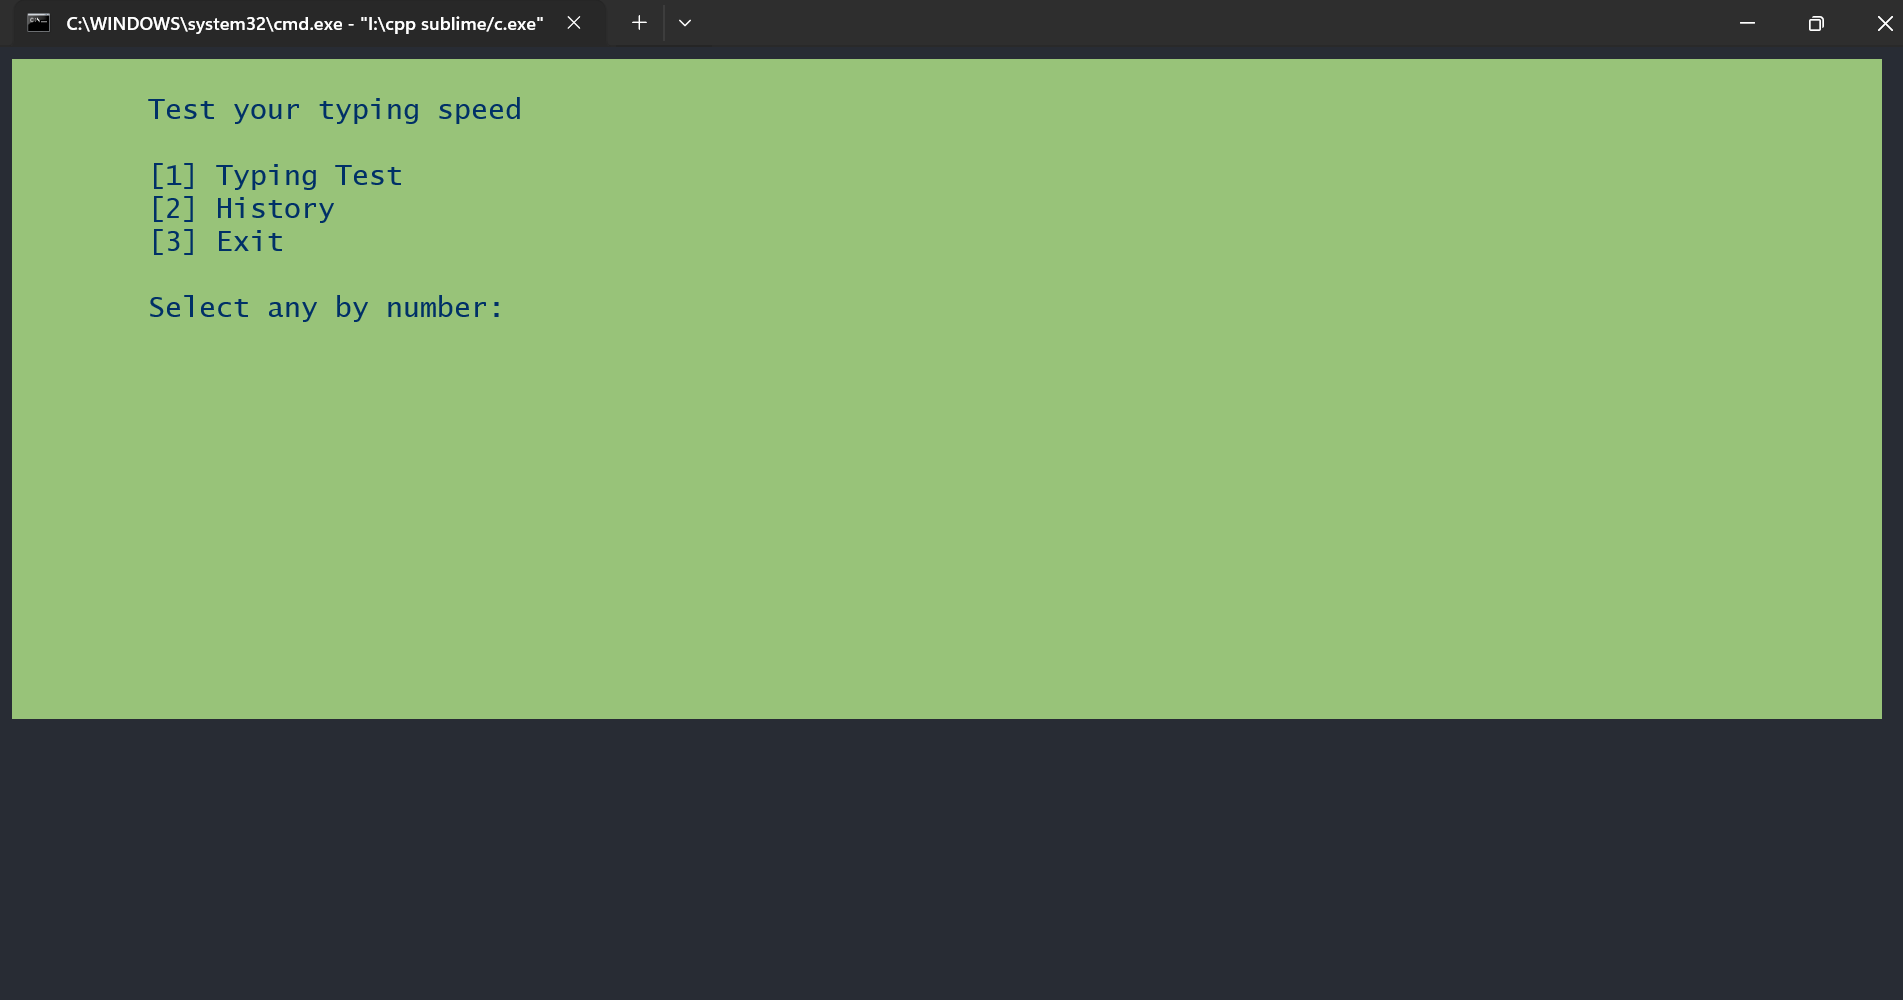 C:\WINDOWS\system32\cmd.exe - "I:\cpp sublime/c.exe"
Test your typing speed
[1] Typing Test
[2] History
[3] Exit
Select any by number: